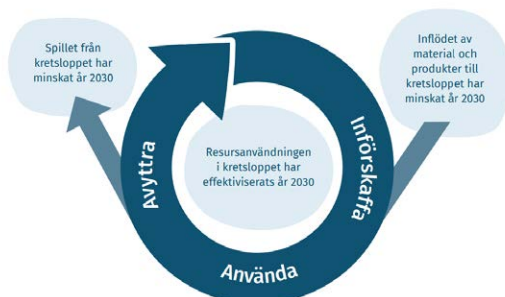 Spillet från
kretsloppet har
minskat år 2030
Inflödet av
material och
produkter till
kretsloppet har
minskat år 2030
Avyttra
Resursanvändningen
i kretsloppet har
effektiviserats år 2030
Införskaffa
Använda